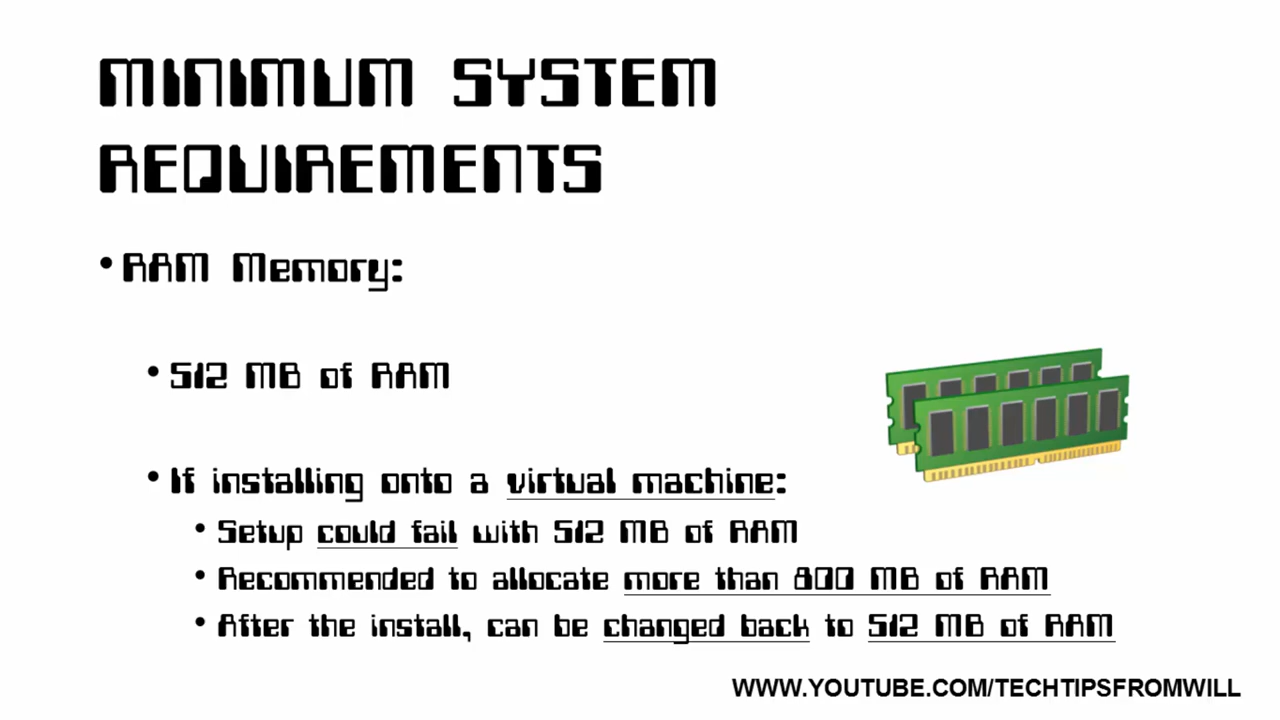 MINIMUM SYSTEM
REQUIREMENTS
• RAM Memory:
• 512 MB of RAM
• If installing onto a virtual machine:
• Setup could fail with 512 MB of RAM
• Recommended to allocate more than 800 MB of RAM
• After the install, can be changed back to 512 MB of RAM
WWW.YOUTUBE.COM/TECHTIPSFROMWILL